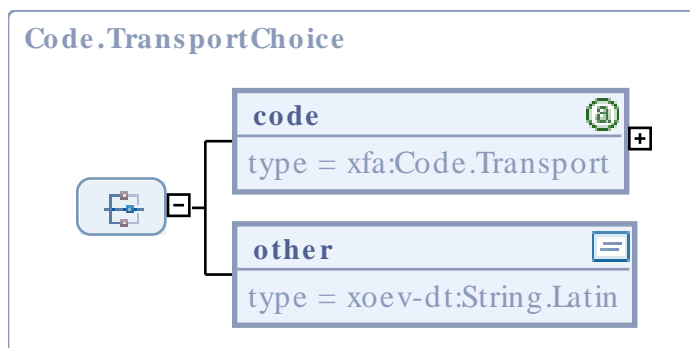 Code.TransportChoice
code
type = xfa:Code.Transport
other
type = xoev-dt:String.Latin